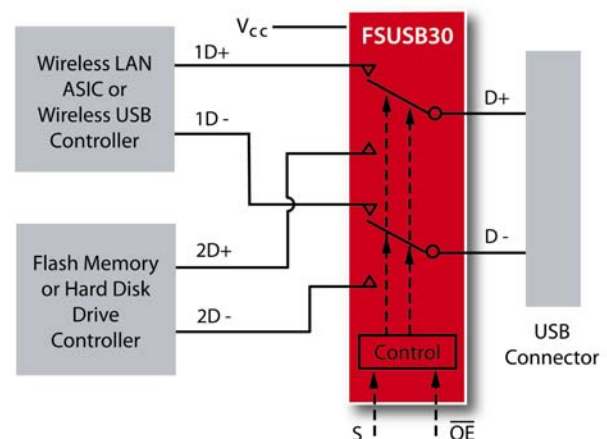 VCC
FSUSB30
Wireless LAN
ASIC or
Wireless USB
Controller
1D+
1D -
D+
D -
Flash Memory
or Hard Disk
Drive
Controller
2D+
2D -
Control
USB
Connector
S
OE